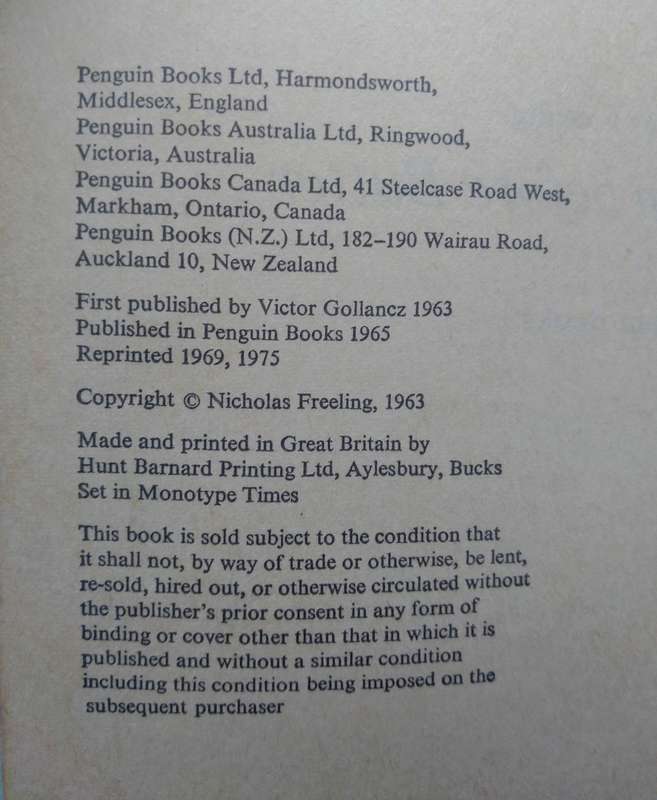 Penguin Books Ltd, Harmondsworth,
Middlesex, England
Penguin Books Australia Ltd, Ringwood,
Victoria, Australia
Penguin Books Canada Ltd, 41 Steelcase Road West,
Markham, Ontario, Canada
Penguin Books (N.Z.) Ltd, 182–190 Wairau Road,
Auckland 10, New Zealand
First published by Victor Gollancz 1963
Published in Penguin Books 1965
Reprinted 1969, 1975
Copyright © Nicholas Freeling, 1963
Made and printed in Great Britain by
Hunt Barnard Printing Ltd, Aylesbury, Bucks
Set in Monotype Times
This book is sold subject to the condition that
it shall not, by way of trade or otherwise, be lent,
re-sold, hired out, or otherwise circulated without
the publisher's prior consent in any form of
binding or cover other than that in which it is
published and without a similar condition
including this condition being imposed on the
subsequent purchaser